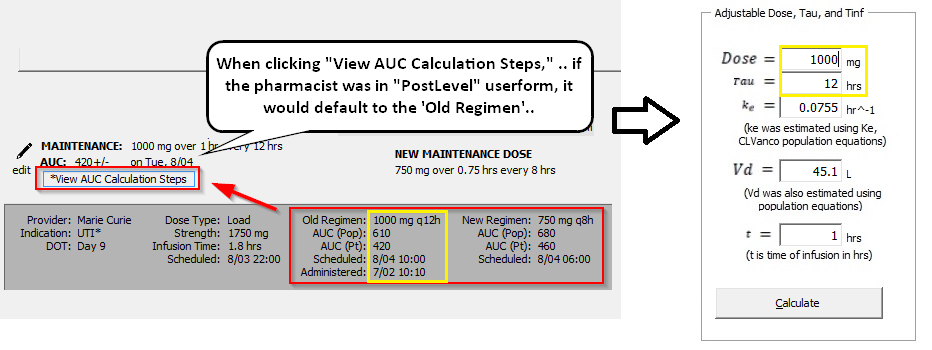 When clicking "View AUC Calculation Steps," .. if
the pharmacist was in "PostLevel" userform, it
would default to the 'Old Regimen'..
MAINTENANCE: 1000 mg over 1 hr every 12 hrs
edit
AUC: 420+/- on Tue, 8/04
*View AUC Calculation Steps
NEW MAINTENANCE DOSE
750 mg over 0.75 hrs every 8 hrs
Provider: Marie Curie
Indication: UTI*
DOT: Day 9
Dose Type: Load
Strength: 1750 mg
Infusion Time: 1.8 hrs
Scheduled: 8/03 22:00
Old Regimen: 1000 mg q12h
AUC (Pop): 610
AUC (Pt): 420
Scheduled: 8/04 10:00
Administered: 7/02 10:10
New Regimen: 750 mg q8h
AUC (Pop): 680
AUC (Pt): 460
Scheduled: 8/04 06:00
Adjustable Dose, Tau, and Tinf
Dose = 1000 mg
Tau = 12 hrs
ke = 0.0755 hr^-1
(ke was estimated using Ke,
CLVanco population equations)
Vd = 45.1 L
(Vd was also estimated using
population equations)
t = 1 hrs
(t is time of infusion in hrs)
Calculate